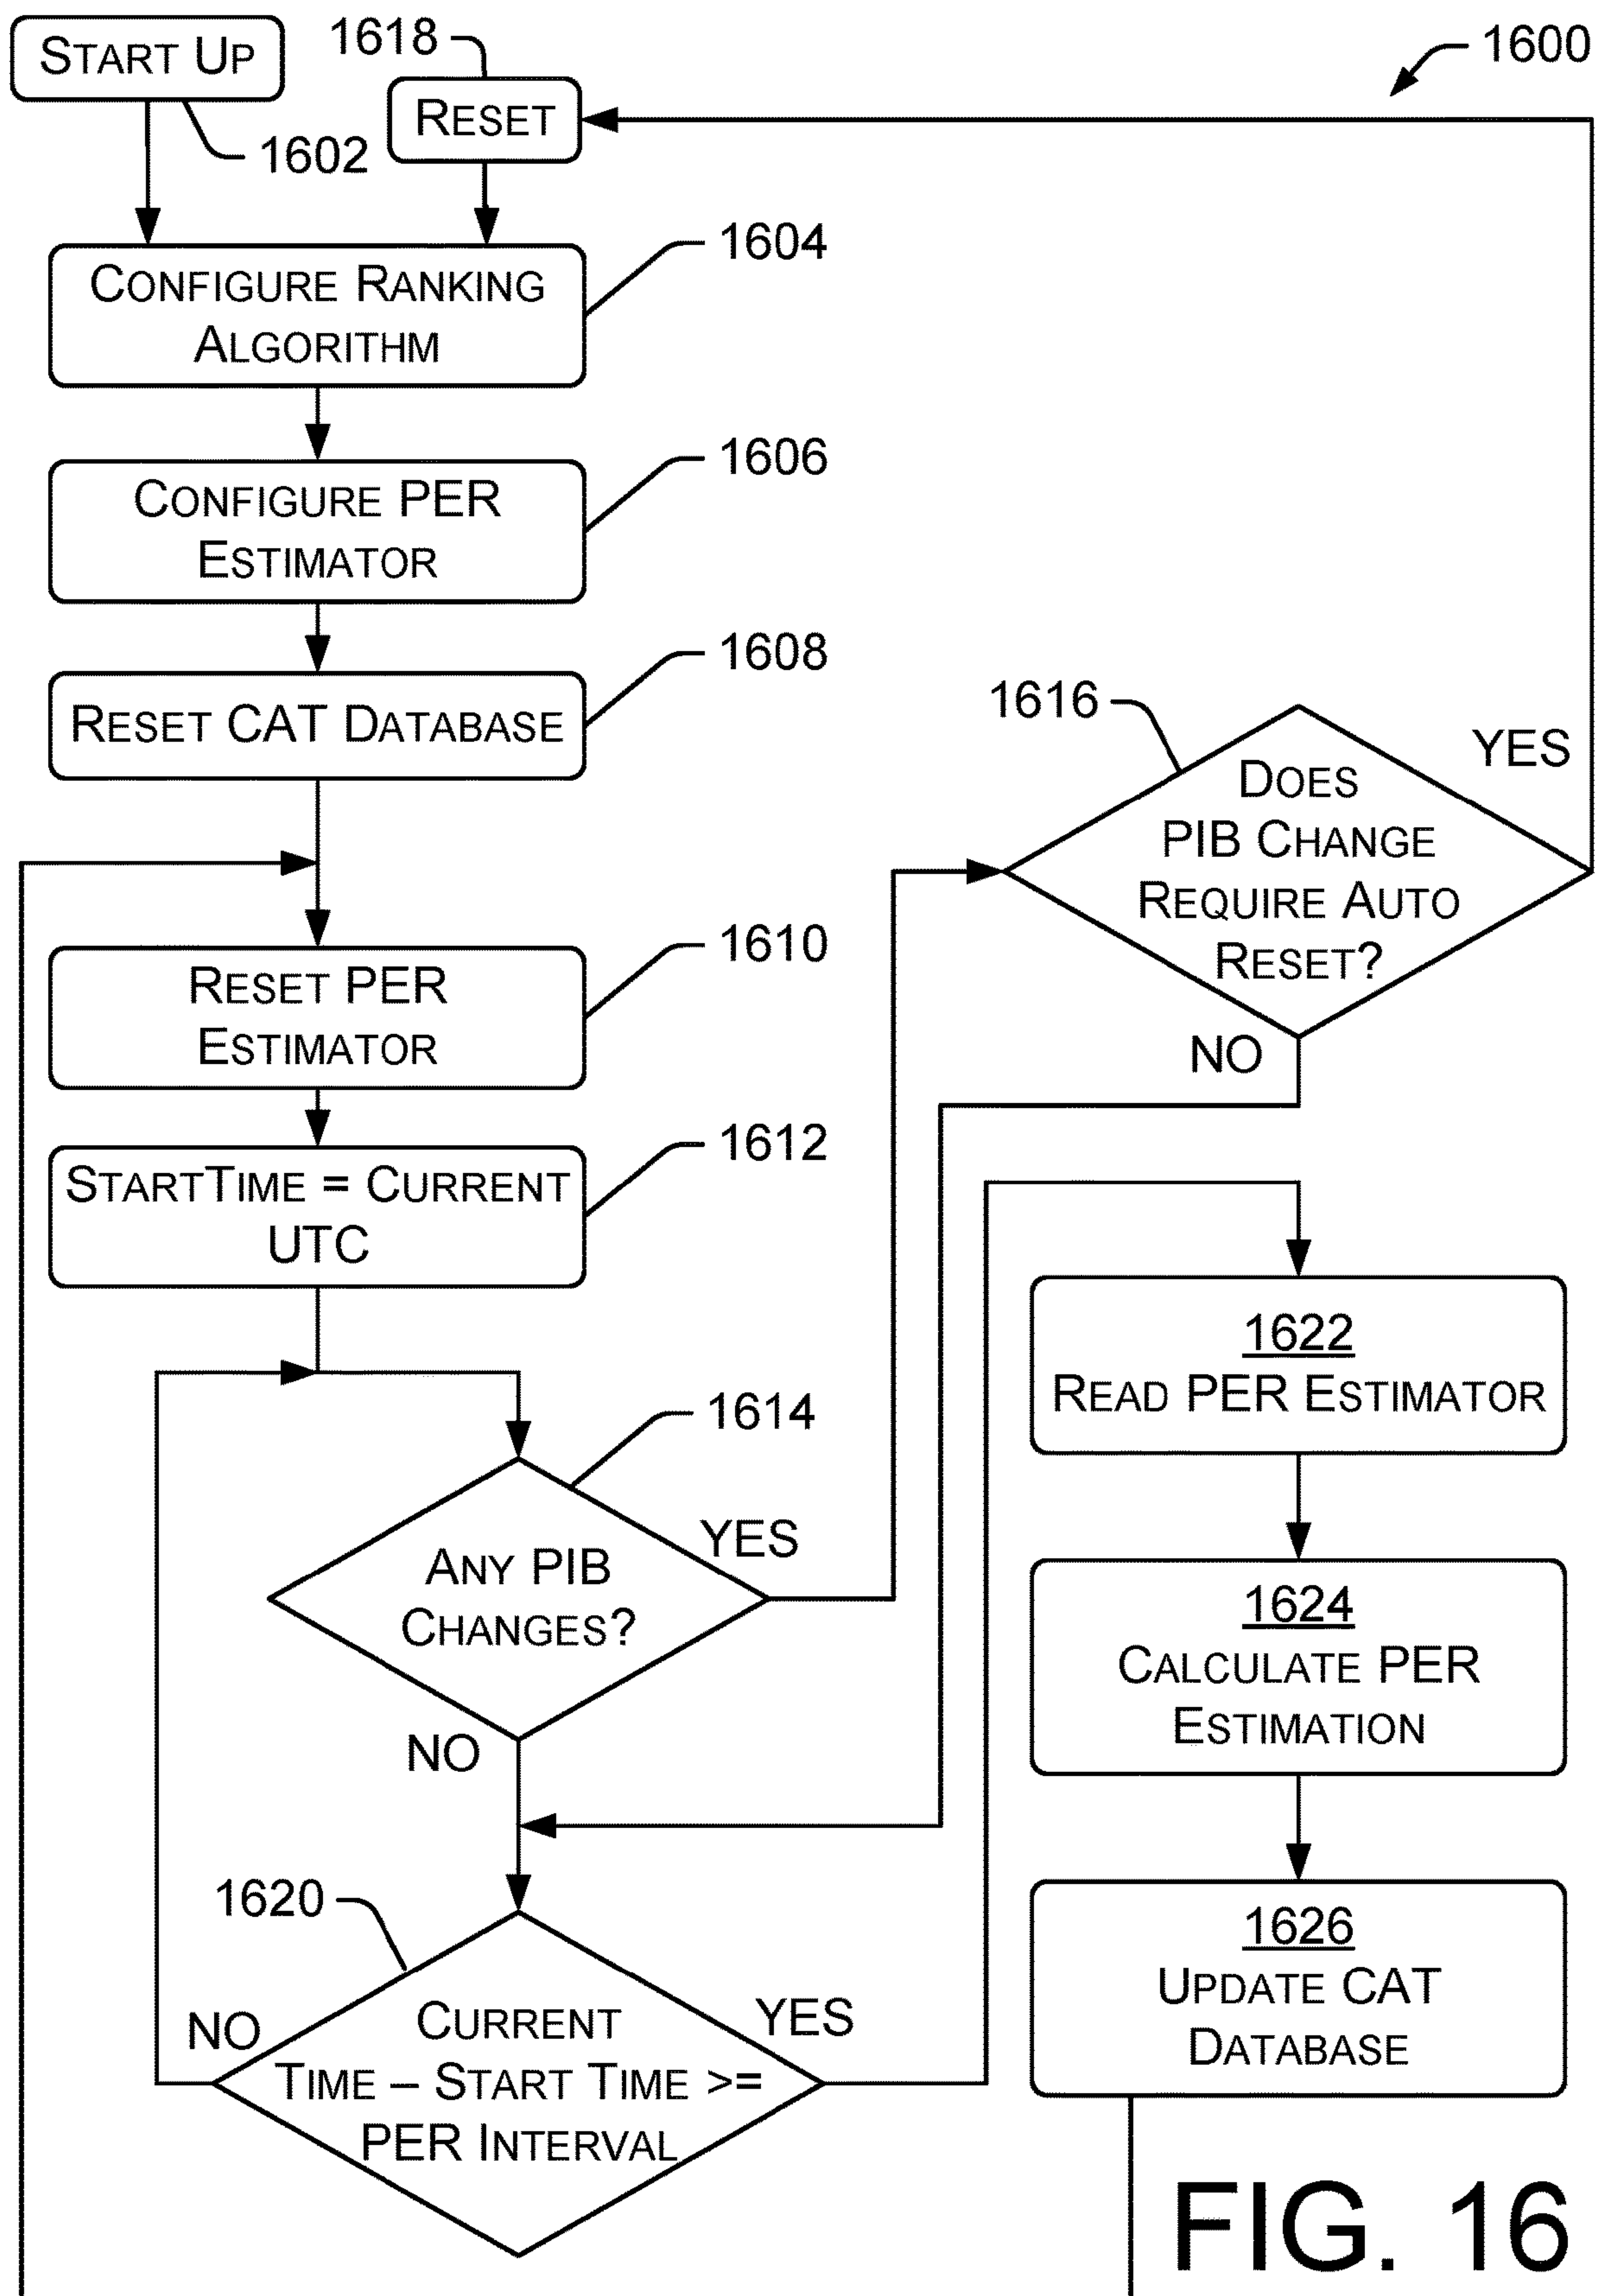 START UP
1618
1600
RESET
1602
1604
CONFIGURE RANKING
ALGORITHM
1606
CONFIGURE PER
ESTIMATOR
1608
RESET CAT DATABASE
1616
YES
DOES
PIB CHANGE
REQUIRE AUTO
RESET?
NO
1610
RESET PER
ESTIMATOR
1612
STARTTIME = CURRENT
UTC
1622
READ PER ESTIMATOR
1614
YES
ANY PIB
CHANGES?
NO
1624
CALCULATE PER
ESTIMATION
1620
NO
YES
CURRENT
TIME – START TIME >=
PER INTERVAL
1626
UPDATE CAT
DATABASE
FIG. 16